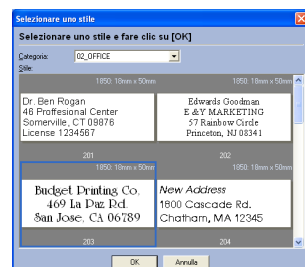 Selezionare uno stile
Selezionare uno stile e fare clic su [OK]
Categoria: 02_OFFICE
Stile:
1850: 18mm x 50mm 1850: 18mm x 50mm
Dr. Ben Rogan
46 Proffesional Center
Somerville, CT 09876
License 1234567
Edwards Goodman
E & Y MARKETING
57 Rainbow Circle
Princeton, NJ 08341
201 202
1850: 18mm x 50mm 1850: 18mm x 50mm
Budget Printing Co.
469 La Paz Rd.
San Jose, CA 06789
New Address
1800 Cascade Rd.
Chatham, MA 12345
203 204
OK Annulla